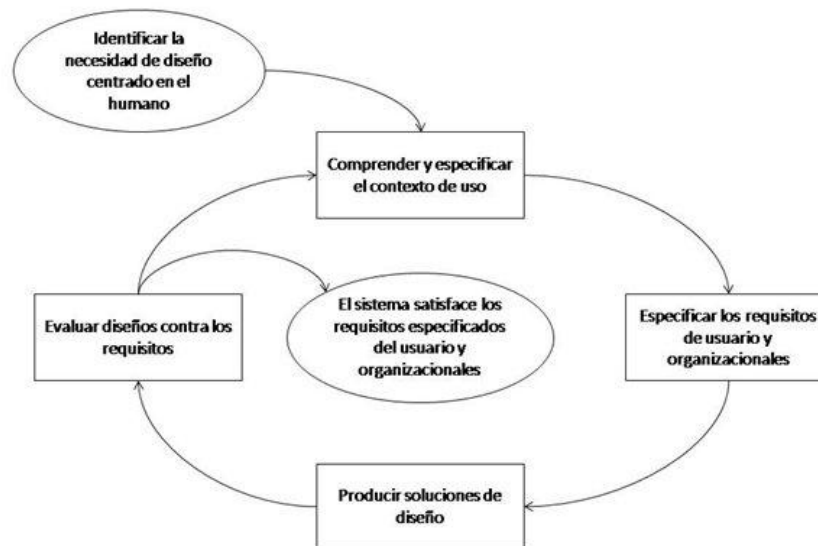 Identificar la
necesidad de diseño
centrado en el
humano
Comprender y especificar
el contexto de uso
Evaluar diseños contra los
requisitos
El sistema satisface los
requisitos especificados
del usuario y
organizacionales
Especificar los requisitos
de usuario y
organizacionales
Producir soluciones de
diseño